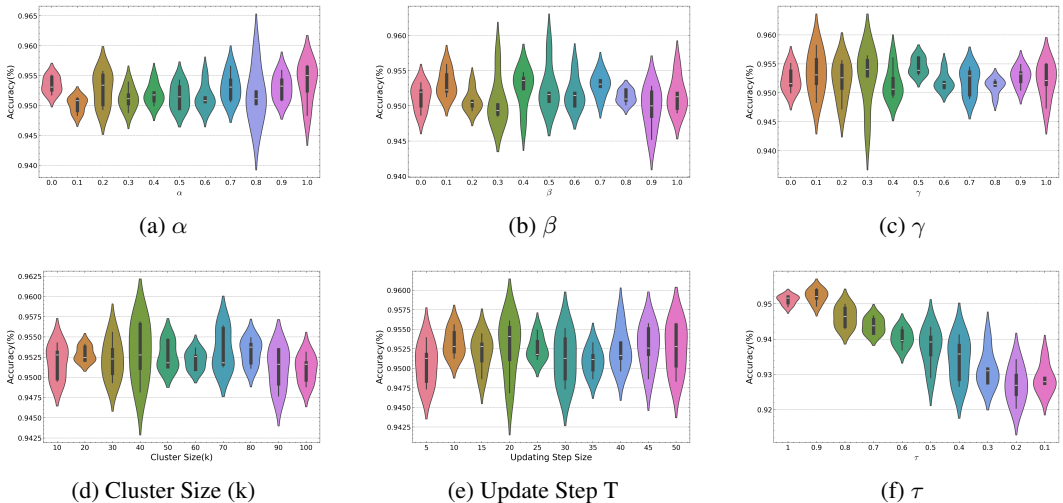 0.965
0.960
0.955
0.950
0.945
0.940
Accuracy(%)
0.0 0.1 0.2 0.3 0.4 0.5 0.6 0.7 0.8 0.9 1.0
α
(a) α
0.960
0.955
0.950
0.945
0.940
Accuracy(%)
0.0 0.1 0.2 0.3 0.4 0.5 0.6 0.7 0.8 0.9 1.0
β
(b) β
0.960
0.955
0.950
0.945
0.940
Accuracy(%)
0.0 0.1 0.2 0.3 0.4 0.5 0.6 0.7 0.8 0.9 1.0
γ
(c) γ
0.9625
0.9600
0.9575
0.9550
0.9525
0.9500
0.9475
0.9450
0.9425
Accuracy(%)
10 20 30 40 50 60 70 80 90 100
Cluster Size(k)
(d) Cluster Size (k)
0.9600
0.9575
0.9550
0.9525
0.9500
0.9475
0.9450
0.9425
Accuracy(%)
5 10 15 20 25 30 35 40 45 50
Updating Step Size
(e) Update Step T
0.95
0.94
0.93
0.92
Accuracy(%)
1 0.9 0.8 0.7 0.6 0.5 0.4 0.3 0.2 0.1
τ
(f) τ